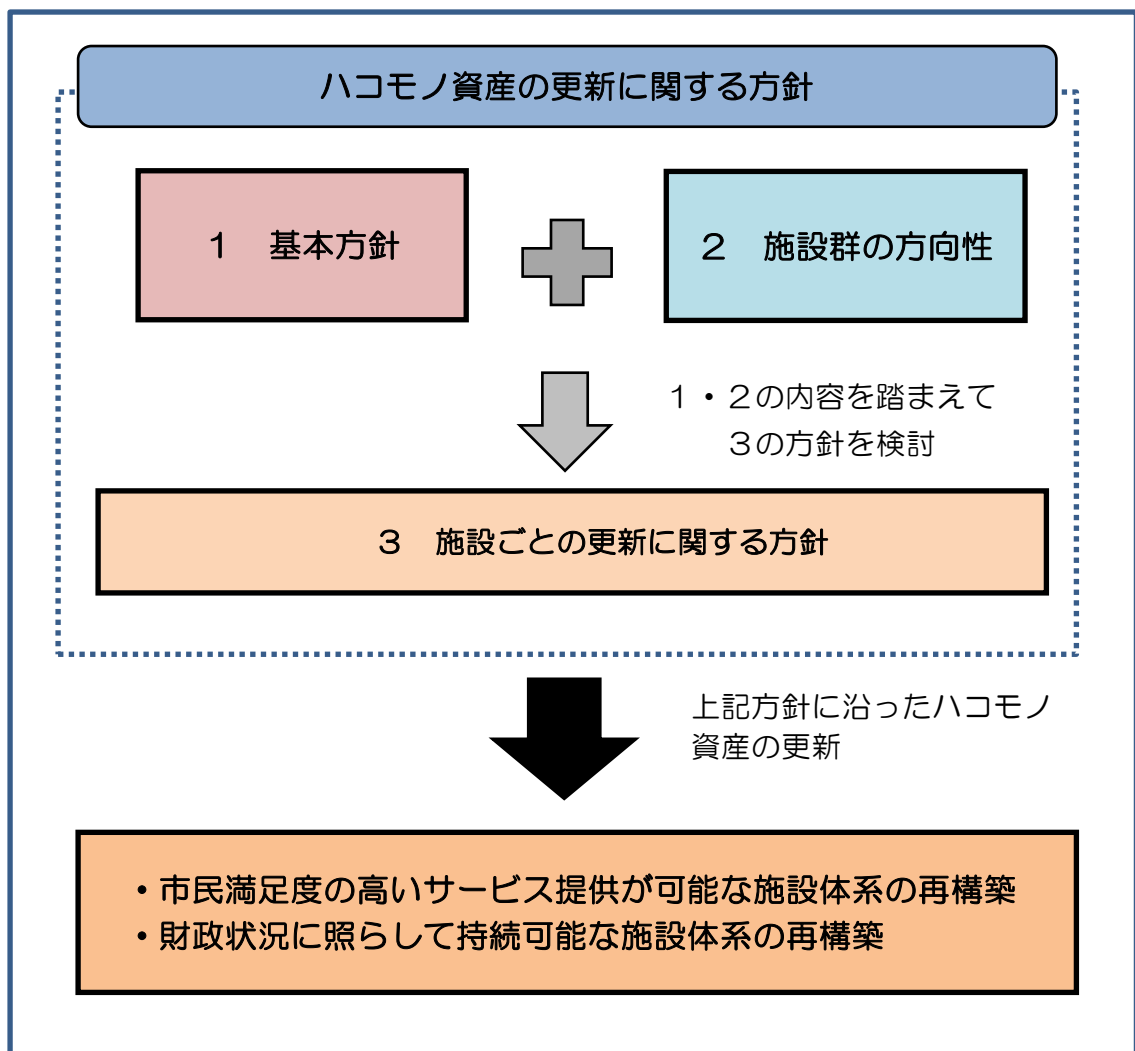 ハコモノ資産の更新に関する方針
１　基本方針
２　施設群の方向性
１・２の内容を踏まえて
３の方針を検討
３　施設ごとの更新に関する方針
上記方針に沿ったハコモノ
資産の更新
・市民満足度の高いサービス提供が可能な施設体系の再構築
・財政状況に照らして持続可能な施設体系の再構築